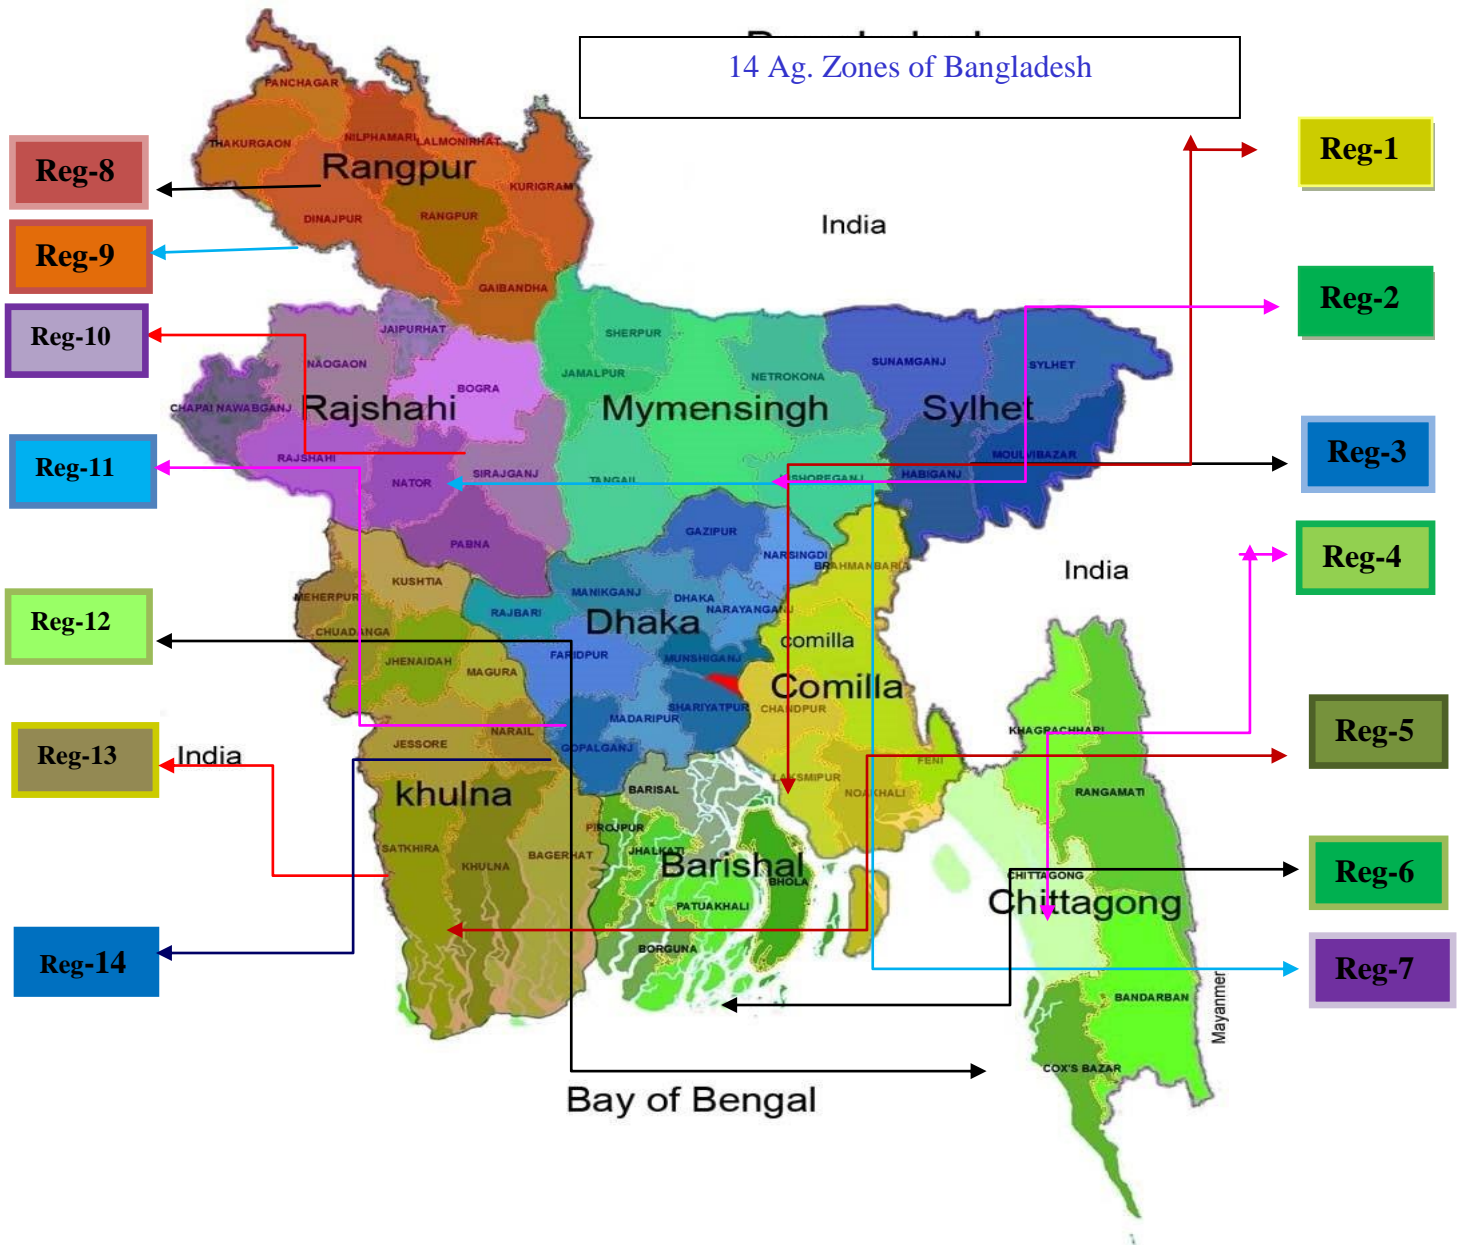 14 Ag. Zones of Bangladesh
Reg-8
Reg-9
Reg-10
Reg-11
Reg-12
Reg-13
Reg-14
Reg-1
Reg-2
Reg-3
Reg-4
Reg-5
Reg-6
Reg-7
PANCHAGAR
THAKURGAON
NILPHAMARI
LALMONIRHAT
Rangpur
KURIGRAM
DINAJPUR
RANGPUR
GAIBANDHA
India
JAIPURHAT
NAOGAON
BOGRA
CHAPAI NAWABGANJ
Rajshahi
RAJSHAHI
NATOR
SIRAJGANJ
PABNA
SHERPUR
JAMALPUR
NETROKONA
Mymensingh
TANGAIL
SHOREGANJ
SUNAMGANJ
SYLHET
Sylhet
MOULVIBAZAR
HABIGANJ
GAZIPUR
NARSINGDI
MANIKGANJ
DHAKA
NARAYANGANJ
RAJBARI
Dhaka
FARIDPUR
MUNSHIGANJ
SHARIYATPUR
MADARIPUR
GOPALGANJ
BRAHMANBARIA
comilla
Comilla
CHANDPUR
LAKSMIPUR
NOAKHALI
FENI
India
KUSHTIA
MEHERPUR
CHUADANGA
JHENAIDAH
MAGURA
JESSORE
NARAIL
India
khulna
SATKHIRA
KHULNA
BAGERHAT
BARISAL
PIROJPUR
JHALKATI
Barishal
BHOLA
PATUAKHALI
BORGUNA
KHAGRACHHARI
RANGAMATI
CHITTAGONG
Chittagong
BANDARBAN
COX'S BAZAR
Mayanmer
Bay of Bengal